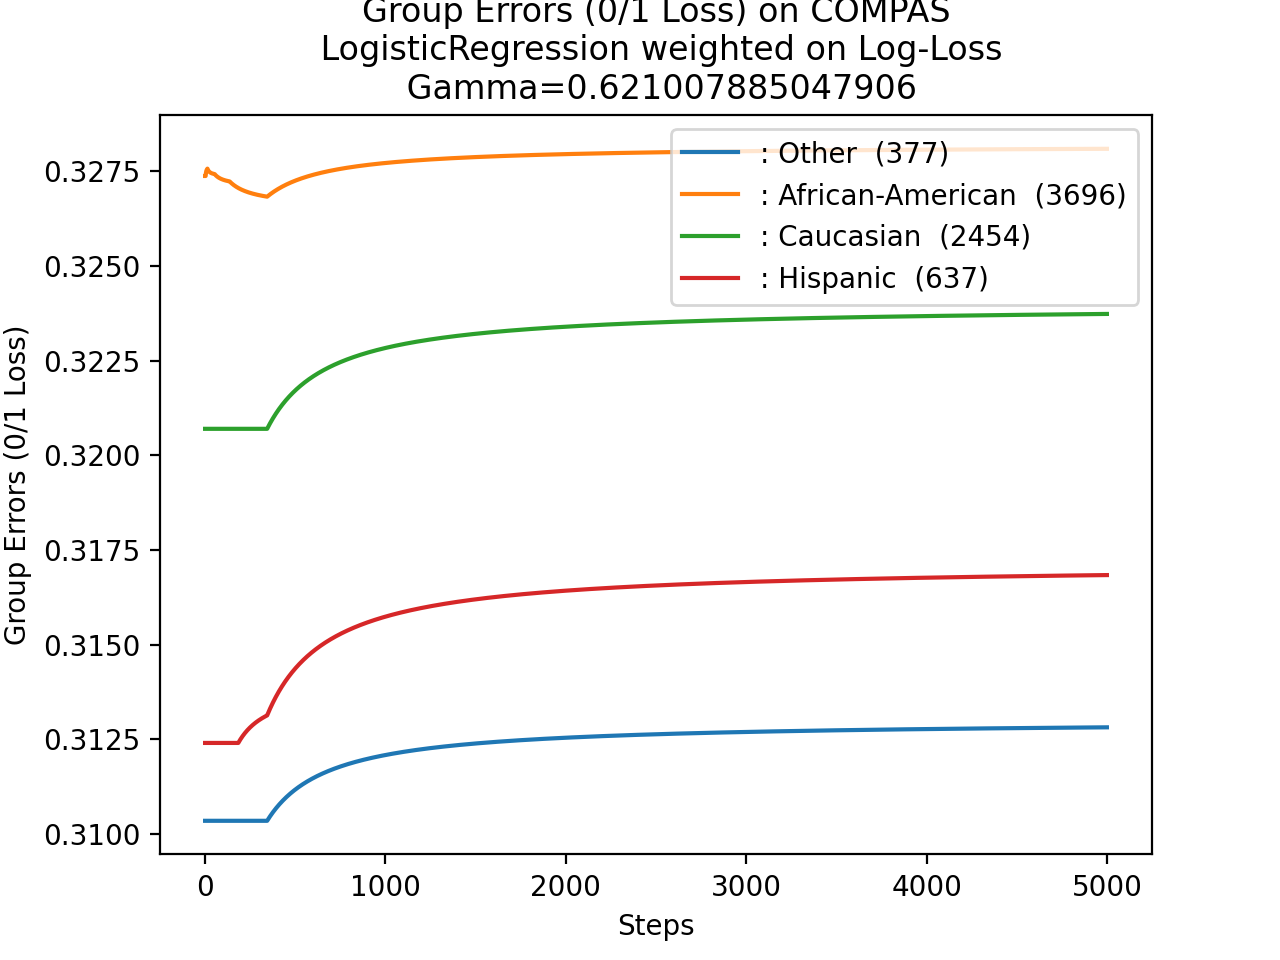 Group Errors (0/1 Loss) on COMPAS
LogisticRegression weighted on Log-Loss
Gamma=0.621007885047906
: Other (377)
: African-American (3696)
: Caucasian (2454)
: Hispanic (637)
Group Errors (0/1 Loss)
0.3275
0.3250
0.3225
0.3200
0.3175
0.3150
0.3125
0.3100
0 1000 2000 3000 4000 5000
Steps